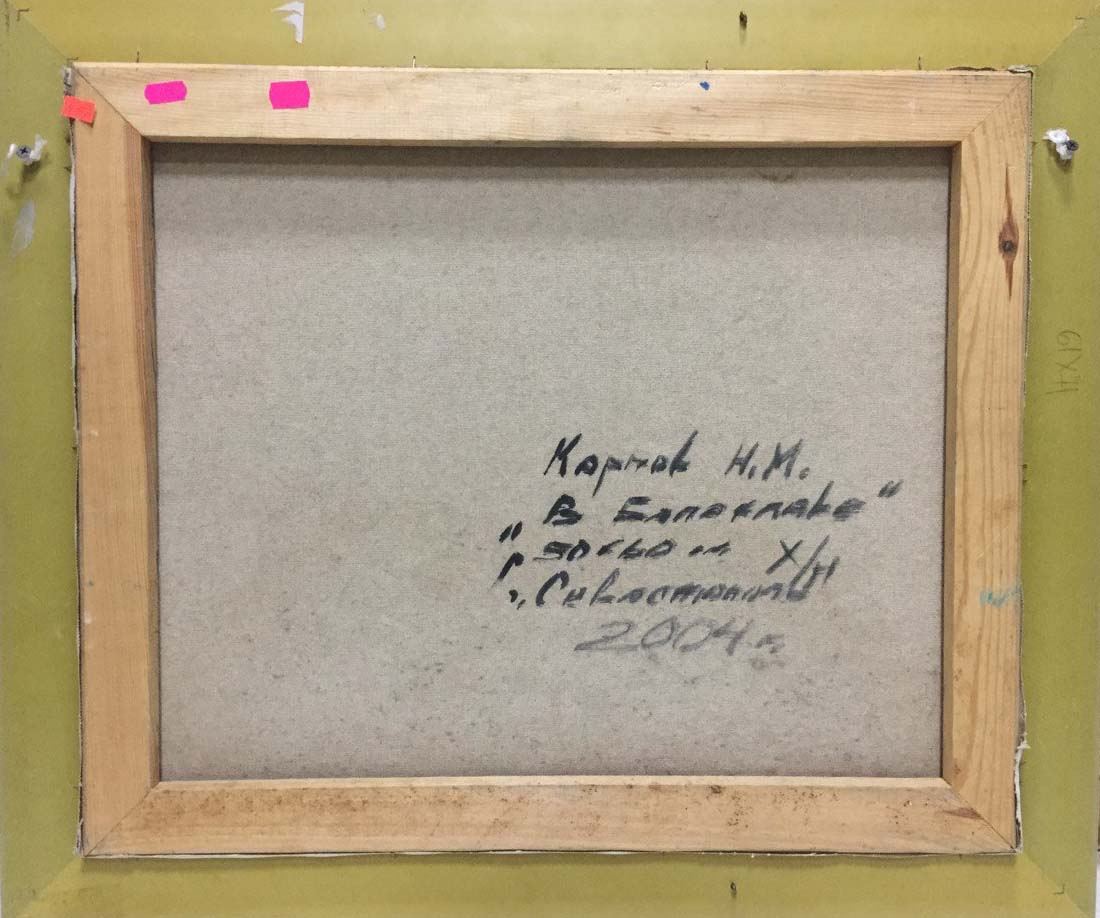 Карпов Н.М.
„В Балаклаве"
50х60 см Х/М
г. Севастополь
2004 г.